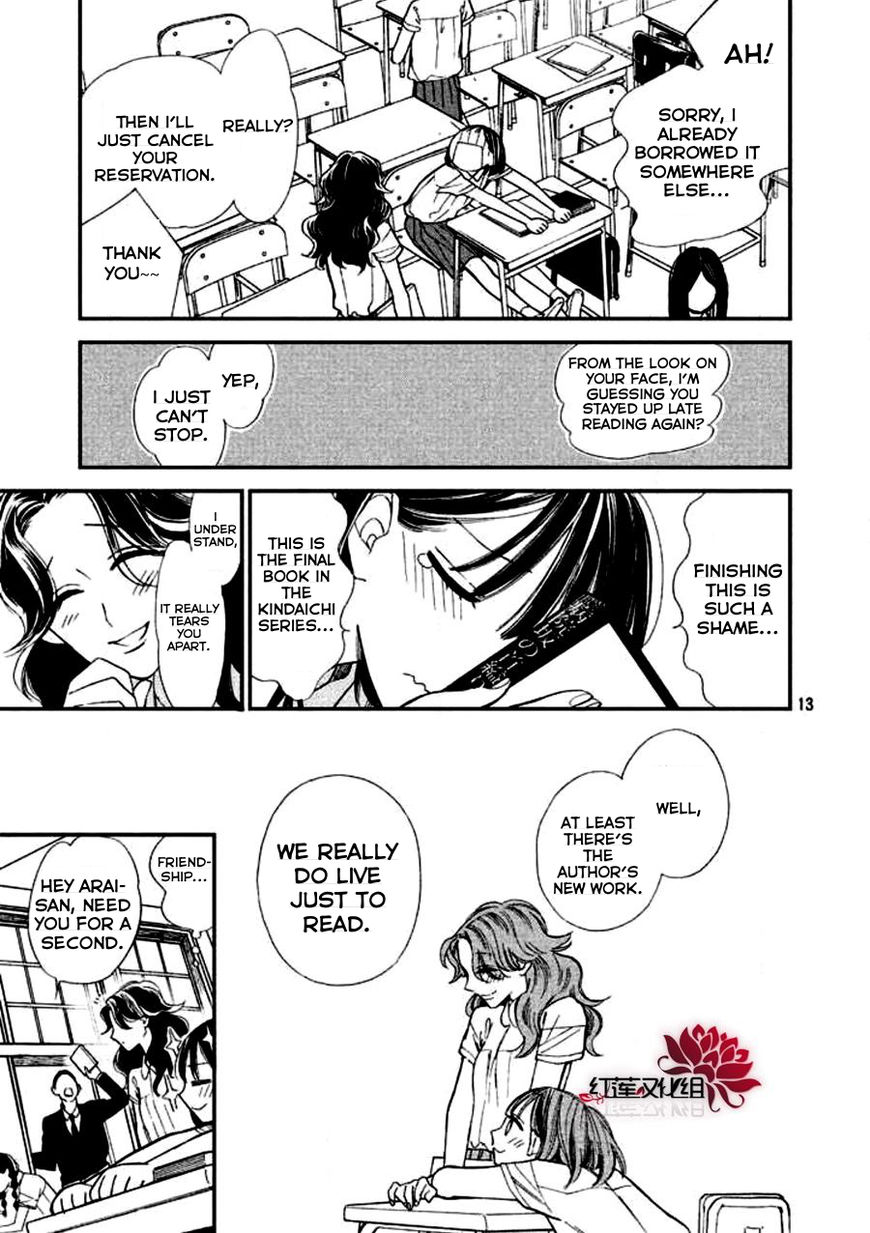 AH!
SORRY, I
ALREADY
BORROWED IT
SOMEWHERE
ELSE...
REALLY?
THEN I'LL
JUST CANCEL
YOUR
RESERVATION.
THANK
YOU~~
FROM THE LOOK ON
YOUR FACE, I'M
GUESSING YOU
STAYED UP LATE
READING AGAIN?
YEP,
I JUST
CAN'T
STOP.
FINISHING
THIS IS
SUCH A
SHAME...
THIS IS
THE FINAL
BOOK IN
THE
KINDAICHI
SERIES...
I
UNDER
STAND,
IT REALLY
TEARS
YOU
APART.
13
WELL,
AT LEAST
THERE'S
THE
AUTHOR'S
NEW WORK.
WE REALLY
DO LIVE
JUST TO
READ.
FRIEND-
SHIP...
HEY ARAI-
SAN, NEED
YOU FOR A
SECOND.
红莲汉化组